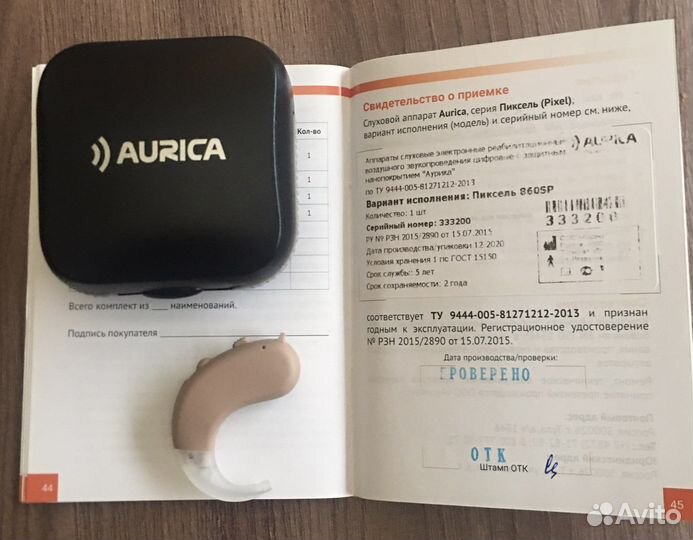 AURICA
Кол-во
1
1
1
1
Всего комплект из ___ наименований.
Подпись покупателя
44
Свидетельство о приемке
Слуховой аппарат Aurica, серия Пиксель (Pixel),
вариант исполнения (модель) и серийный номер см. ниже.
Аппараты слуховые электронные реабилитационные
воздушного звукопроведения цифровые с защитным
нанопокрытием "Аурика"
AURICA
по ТУ 9444-005-81271212-2013
Вариант исполнения: Пиксель 860SP
Количество: 1 шт
Серийный номер: 333200
333200
РУ № РЗН 2015/2890 от 15.07.2015
Дата производства/упаковки 12-2020
Условия хранения 1 по ГОСТ 15150
Срок службы: 5 лет
Срок сохраняемости: 2 года
соответствует ТУ 9444-005-81271212-2013 и признан
годным к эксплуатации. Регистрационное удостоверение
№ РЗН 2015/2890 от 15.07.2015.
Дата производства/проверки:
ПРОВЕРЕНО
ОТК
Штамп ОТК
45
Avito